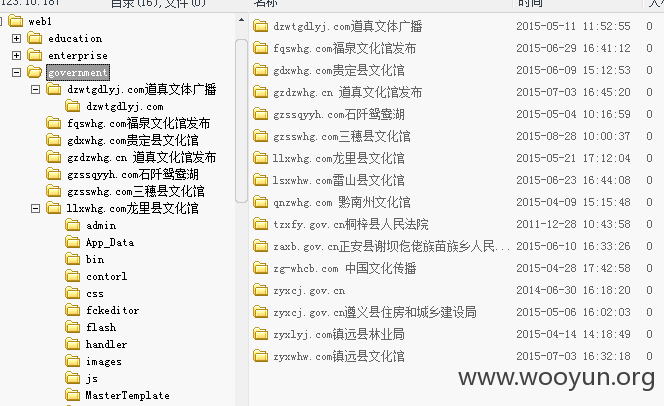 123.10.18)
目录(16),文件(0)
名称
时间
web1
education
enterprise
government
dzwtgdlyj.com道真文体广播
dzwtgdlyj.com
fqswhg.com福泉文化馆发布
gdxwhg.com贵定县文化馆
gzdzwhg.cn 道真文化馆发布
gzssqyyh.com石阡鸳鸯湖
gzsswhg.com三穗县文化馆
llxwhg.com龙里县文化馆
admin
App_Data
bin
contorl
css
fckeditor
flash
handler
images
js
MasterTemplate
dzwtgdlyj.com道真文体广播 2015-05-11 11:52:55 0
fqswhg.com福泉文化馆发布 2015-06-29 16:41:12 0
gdxwhg.com贵定县文化馆 2015-06-09 15:12:53 0
gzdzwhg.cn 道真文化馆发布 2015-07-03 16:45:20 0
gzssqyyh.com石阡鸳鸯湖 2015-05-04 10:16:59 0
gzsswhg.com三穗县文化馆 2015-08-28 10:00:37 0
llxwhg.com龙里县文化馆 2015-05-21 17:12:04 0
lsxwhw.com雷山县文化馆 2015-06-23 16:44:08 0
qnzwhg.com 黔南州文化馆 2015-04-09 15:15:48 0
tzxfy.gov.cn桐梓县人民法院 2011-12-28 10:43:58 0
zaxb.gov.cn正安县谢坝仡佬族苗族乡人民... 2015-06-10 16:33:26 0
zg-whcb.com 中国文化传播 2015-04-28 17:42:58 0
zyxcj.gov.cn 2014-06-30 16:18:20 0
zyxcj.gov.cn遵义县住房和城乡建设局 2015-05-06 16:02:03 0
zyxlyj.com镇远县林业局 2015-04-14 14:18:49 0
zyxwhw.com镇远县文化馆 2015-07-03 16:32:18 0
www.wooyun.org